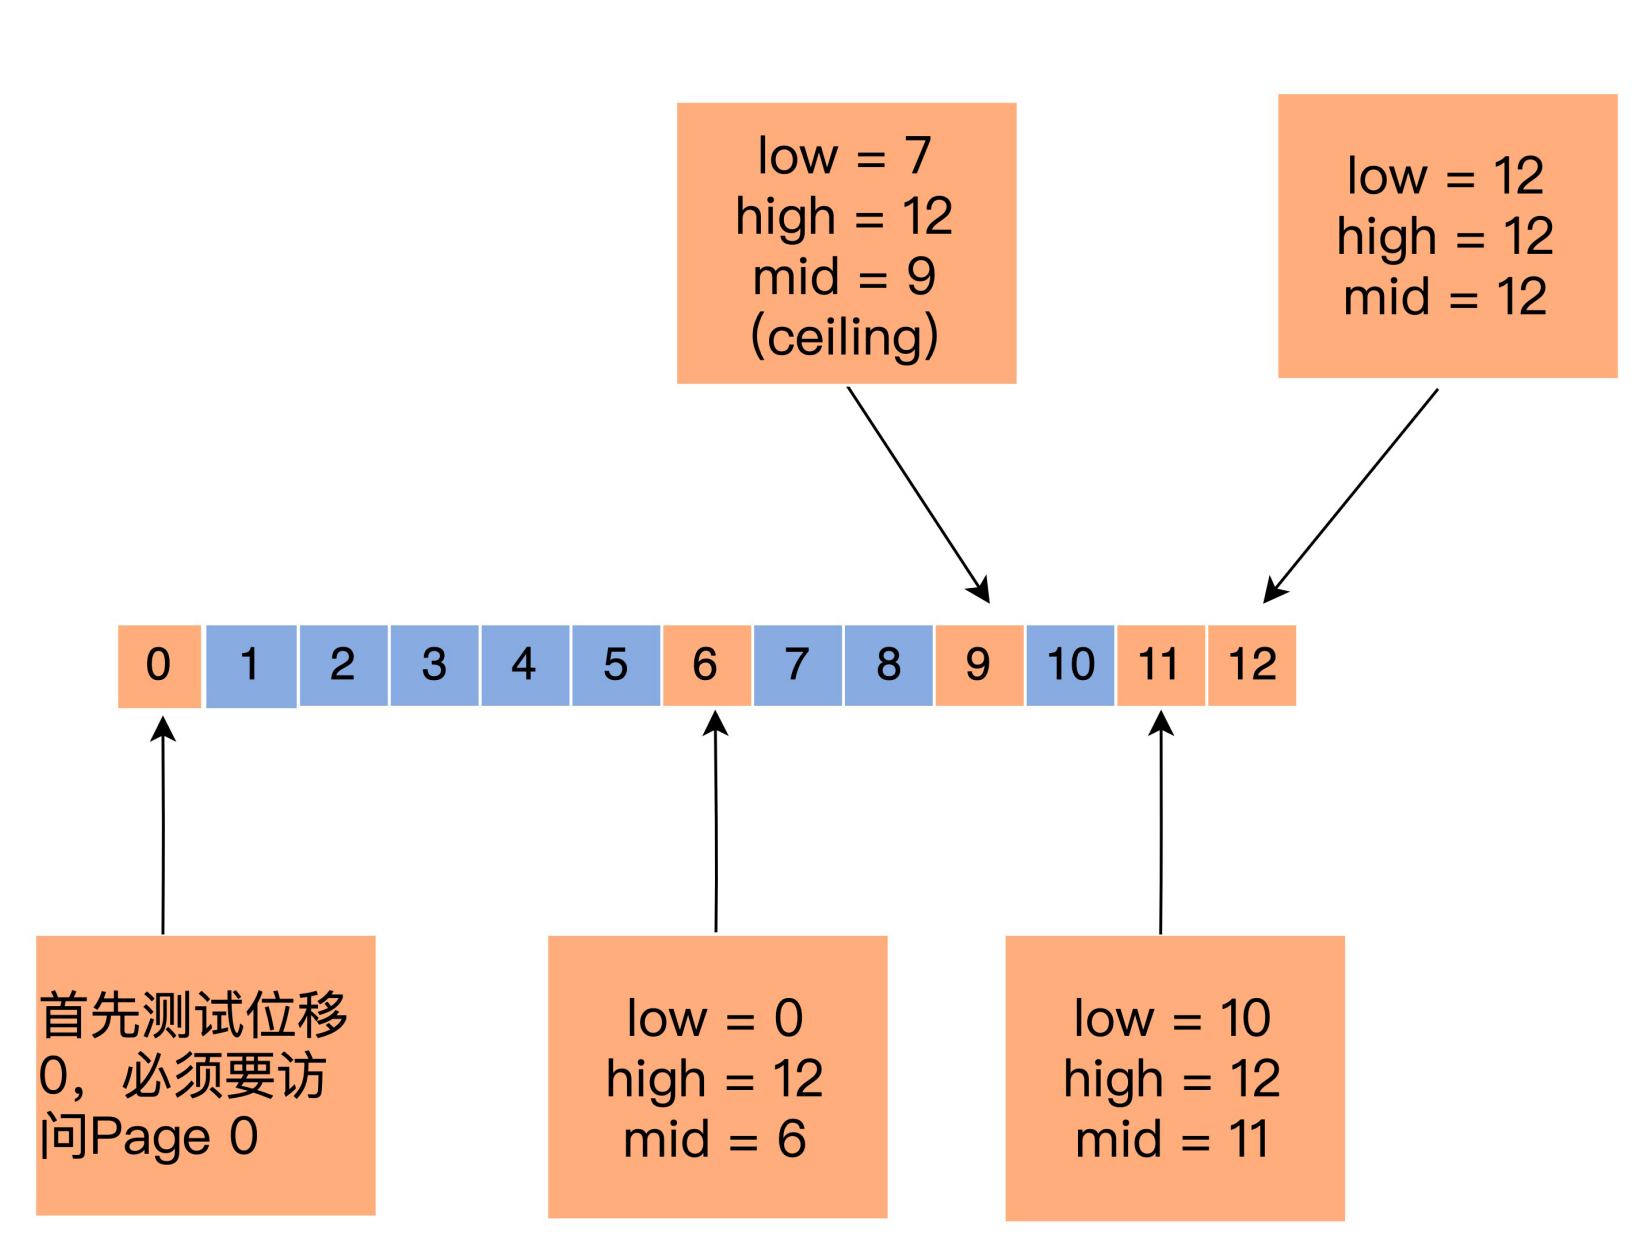 low = 7
high = 12
mid = 9
(ceiling)
low = 12
high = 12
mid = 12
0 1 2 3 4 5 6 7 8 9 10 11 12
首先测试位移
0，必须要访
问Page 0
low = 0
high = 12
mid = 6
low = 10
high = 12
mid = 11